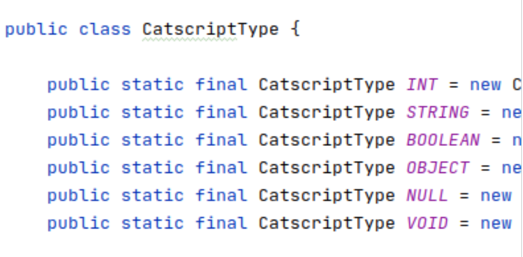 public class CatscriptType {
public static final CatscriptType INT = new C
public static final CatscriptType STRING = ne
public static final CatscriptType BOOLEAN = n
public static final CatscriptType OBJECT = ne
public static final CatscriptType NULL = new
public static final CatscriptType VOID = new